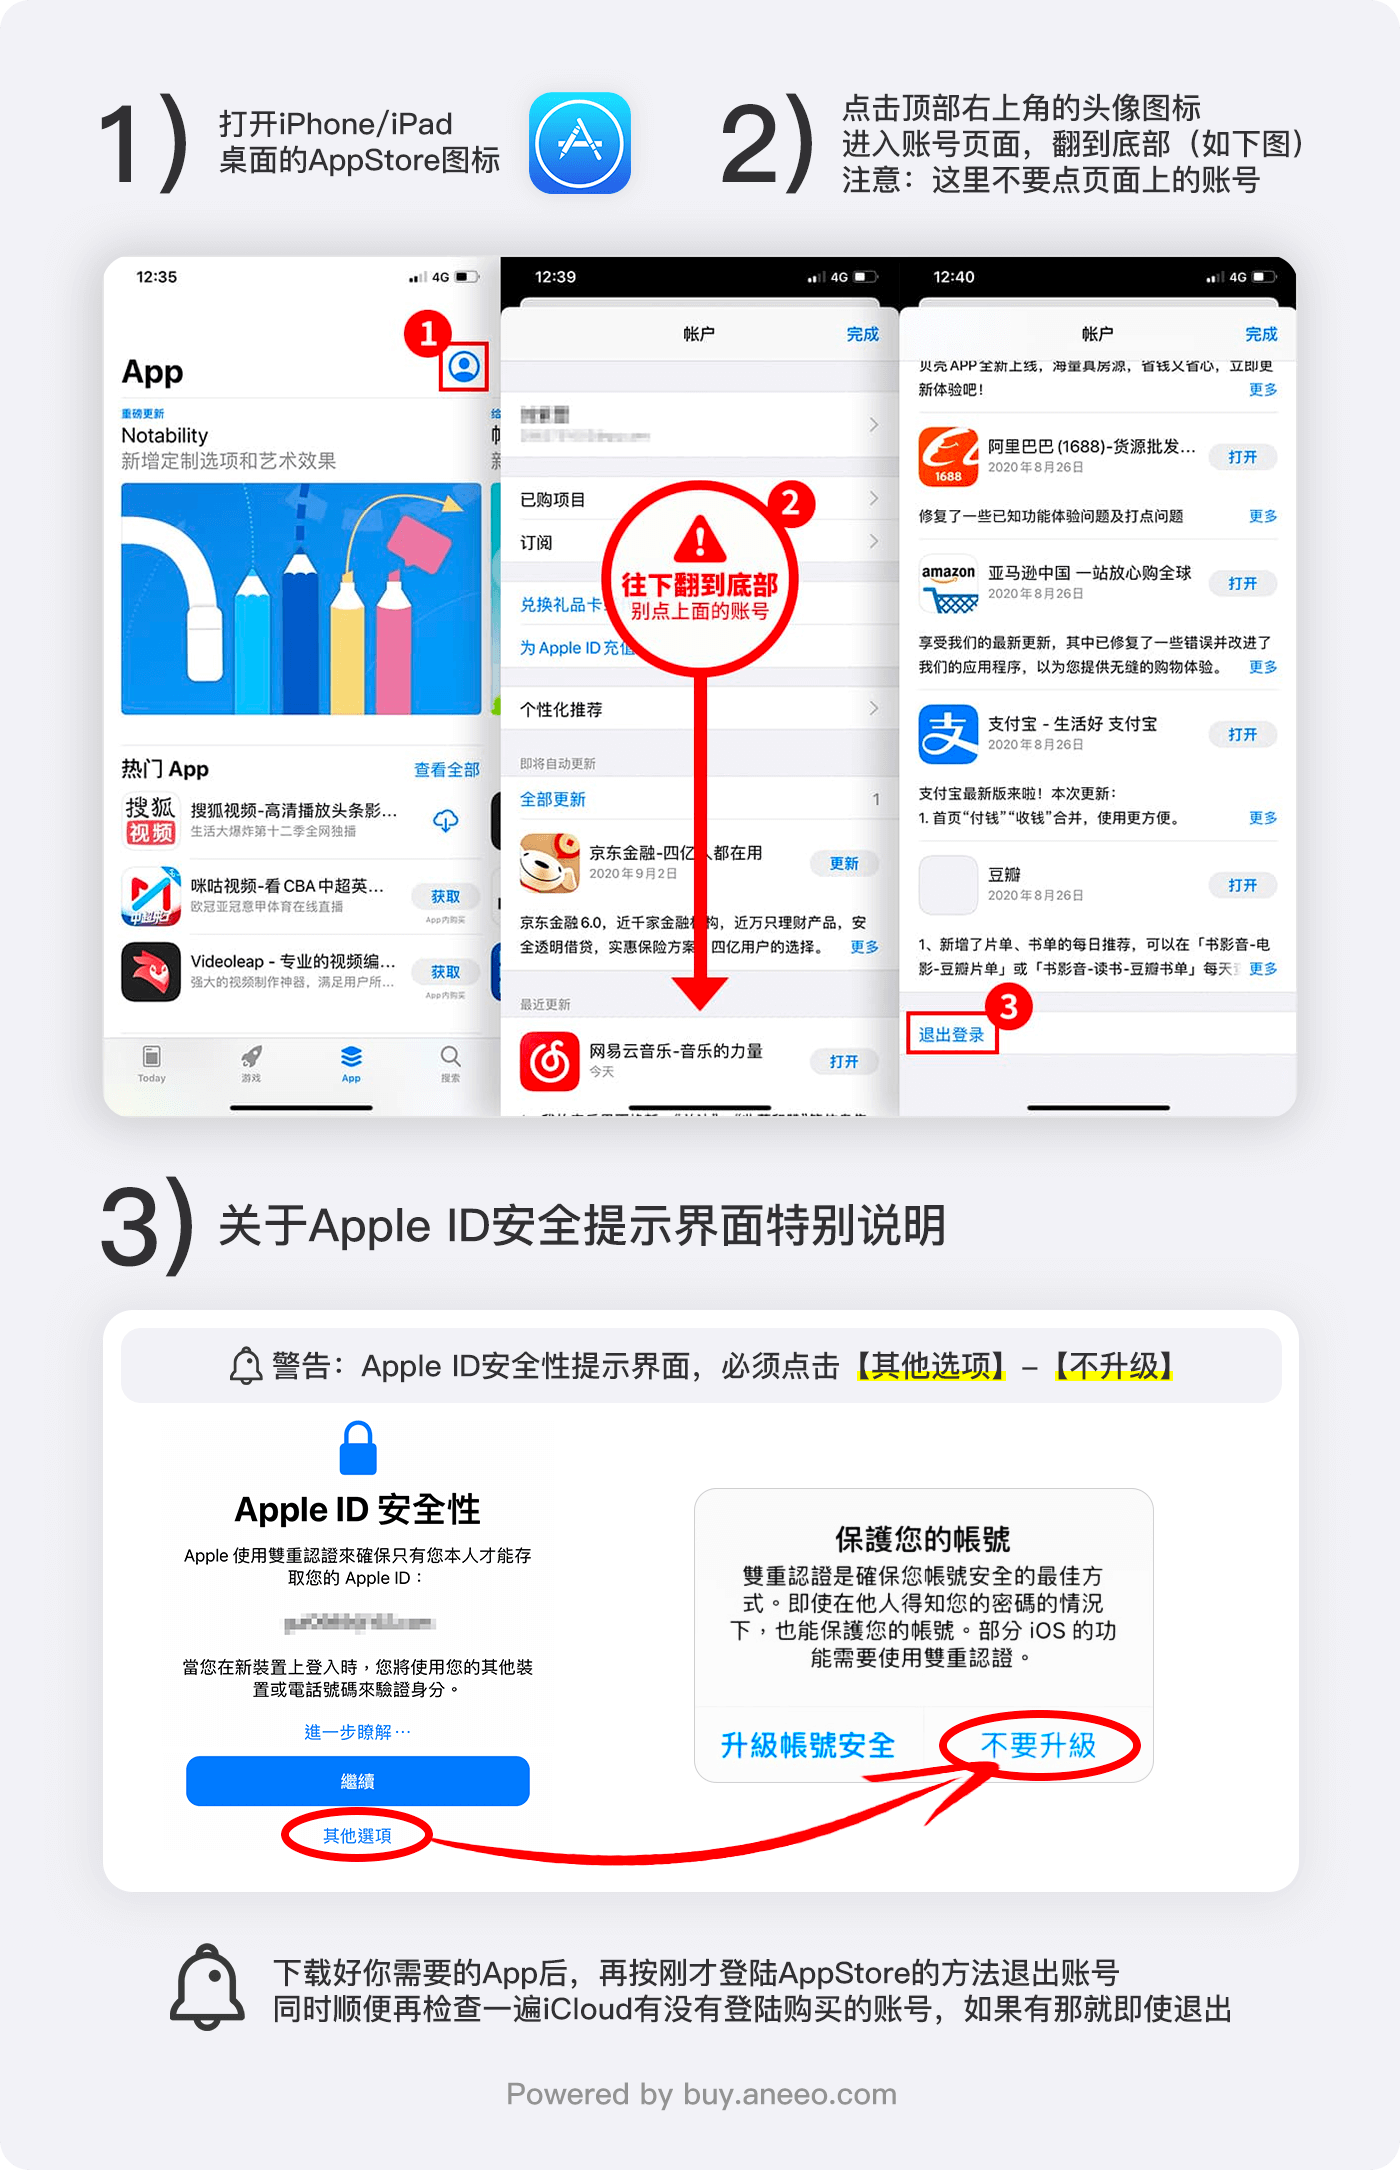 1)
打开iPhone/iPad
桌面的AppStore图标
2)
点击顶部右上角的头像图标
进入账号页面，翻到底部（如下图）
注意：这里不要点页面上的账号
12:35
4G
1
App
重磅更新
Notability
新增定制选项和艺术效果
热门 App
查看全部
搜狐视频
搜狐视频-高清播放头条影...
生活大爆炸第十二季全网独播
咪咕视频-看 CBA 中超英...
欧冠亚冠意甲体育在线直播
获取
App内购买
Videoleap - 专业的视频编...
强大的视频制作神器，满足用户所...
获取
App内购买
Today
游戏
App
搜索
12:39
4G
帐户
完成
已购项目
订阅
2
往下翻到底部
别点上面的账号
兑换礼品卡
为 Apple ID 充值
个性化推荐
即将自动更新
全部更新
1
京东金融-四亿人都在用
2020年9月2日
更新
京东金融6.0，近千家金融机构，近万只理财产品，安
全透明借贷，实惠保险方案 四亿用户的选择。
更多
最近更新
网易云音乐-音乐的力量
今天
打开
12:40
4G
帐户
完成
贝壳APP全新上线，海量真房源，省钱又省心，立即更
新体验吧！
更多
1688
阿里巴巴 (1688)-货源批发...
2020年8月26日
打开
修复了一些已知功能体验问题及打点问题
更多
amazon
亚马逊中国 一站放心购全球
2020年8月26日
打开
享受我们的最新更新，其中已修复了一些错误并改进了
我们的应用程序，以为您提供无缝的购物体验。
更多
支
支付宝 - 生活好 支付宝
2020年8月26日
打开
支付宝最新版来啦！本次更新：
1. 首页“付钱”“收钱”合并，使用更方便。
更多
豆瓣
2020年8月26日
打开
1、新增了片单、书单的每日推荐，可以在「书影音-电
影-豆瓣片单」或「书影音-读书-豆瓣书单」每天
更多
3
退出登录
3)
关于Apple ID安全提示界面特别说明
警告：Apple ID安全性提示界面，必须点击【其他选项】–【不升级】
Apple ID 安全性
Apple 使用雙重認證來確保只有您本人才能存
取您的 Apple ID：
當您在新裝置上登入時，您將使用您的其他裝
置或電話號碼來驗證身分。
進一步瞭解⋯
繼續
其他選項
保護您的帳號
雙重認證是確保您帳號安全的最佳方
式。即使在他人得知您的密碼的情況
下，也能保護您的帳號。部分 iOS 的功
能需要使用雙重認證。
升級帳號安全
不要升級
下载好你需要的App后，再按刚才登陆AppStore的方法退出账号
同时顺便再检查一遍iCloud有没有登陆购买的账号，如果有那就即使退出
Powered by buy.aneeo.com